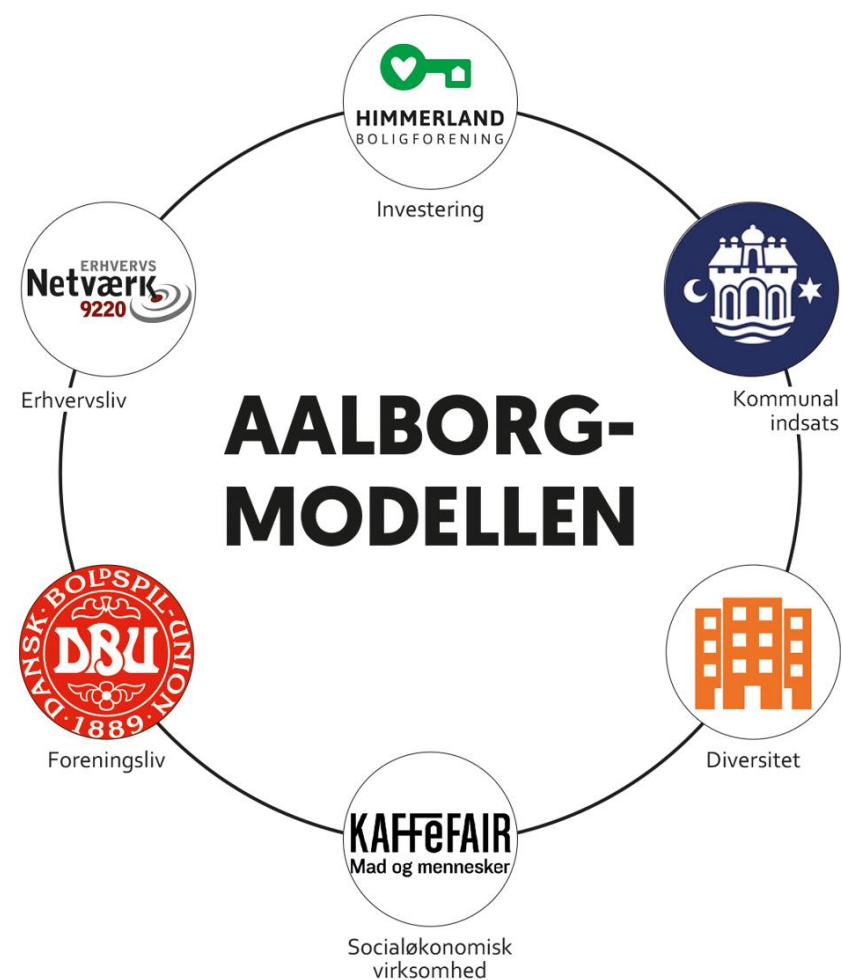 HIMMERLAND
BOLIGFORENING
Investering
ERHVERVS
Netværk
9220
Erhvervsliv
Kommunal
indsats
AALBORG-
MODELLEN
DANSK·BOLDSPIL-UNION
DBU
·1889·
Foreningsliv
Diversitet
KAFFeFAIR
Mad og mennesker
Socialøkonomisk
virksomhed